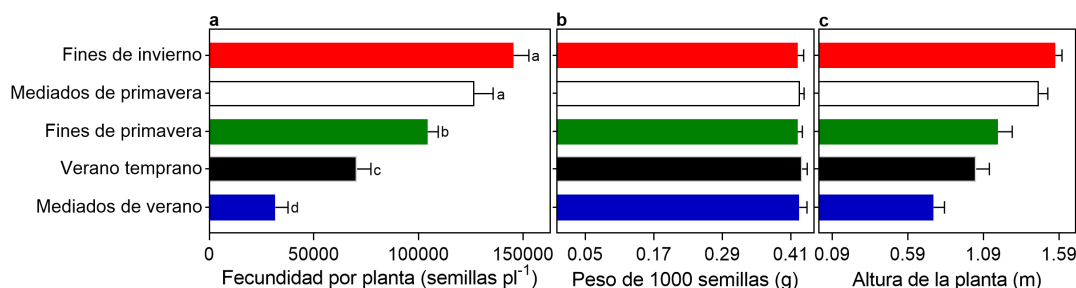 a
b
c
Fines de invierno
a
Mediados de primavera
a
Fines de primavera
b
Verano temprano
c
Mediados de verano
d
0 50000 100000 150000
0.05 0.17 0.29 0.41
0.09 0.59 1.09 1.59
Fecundidad por planta (semillas pl⁻¹)
Peso de 1000 semillas (g)
Altura de la planta (m)